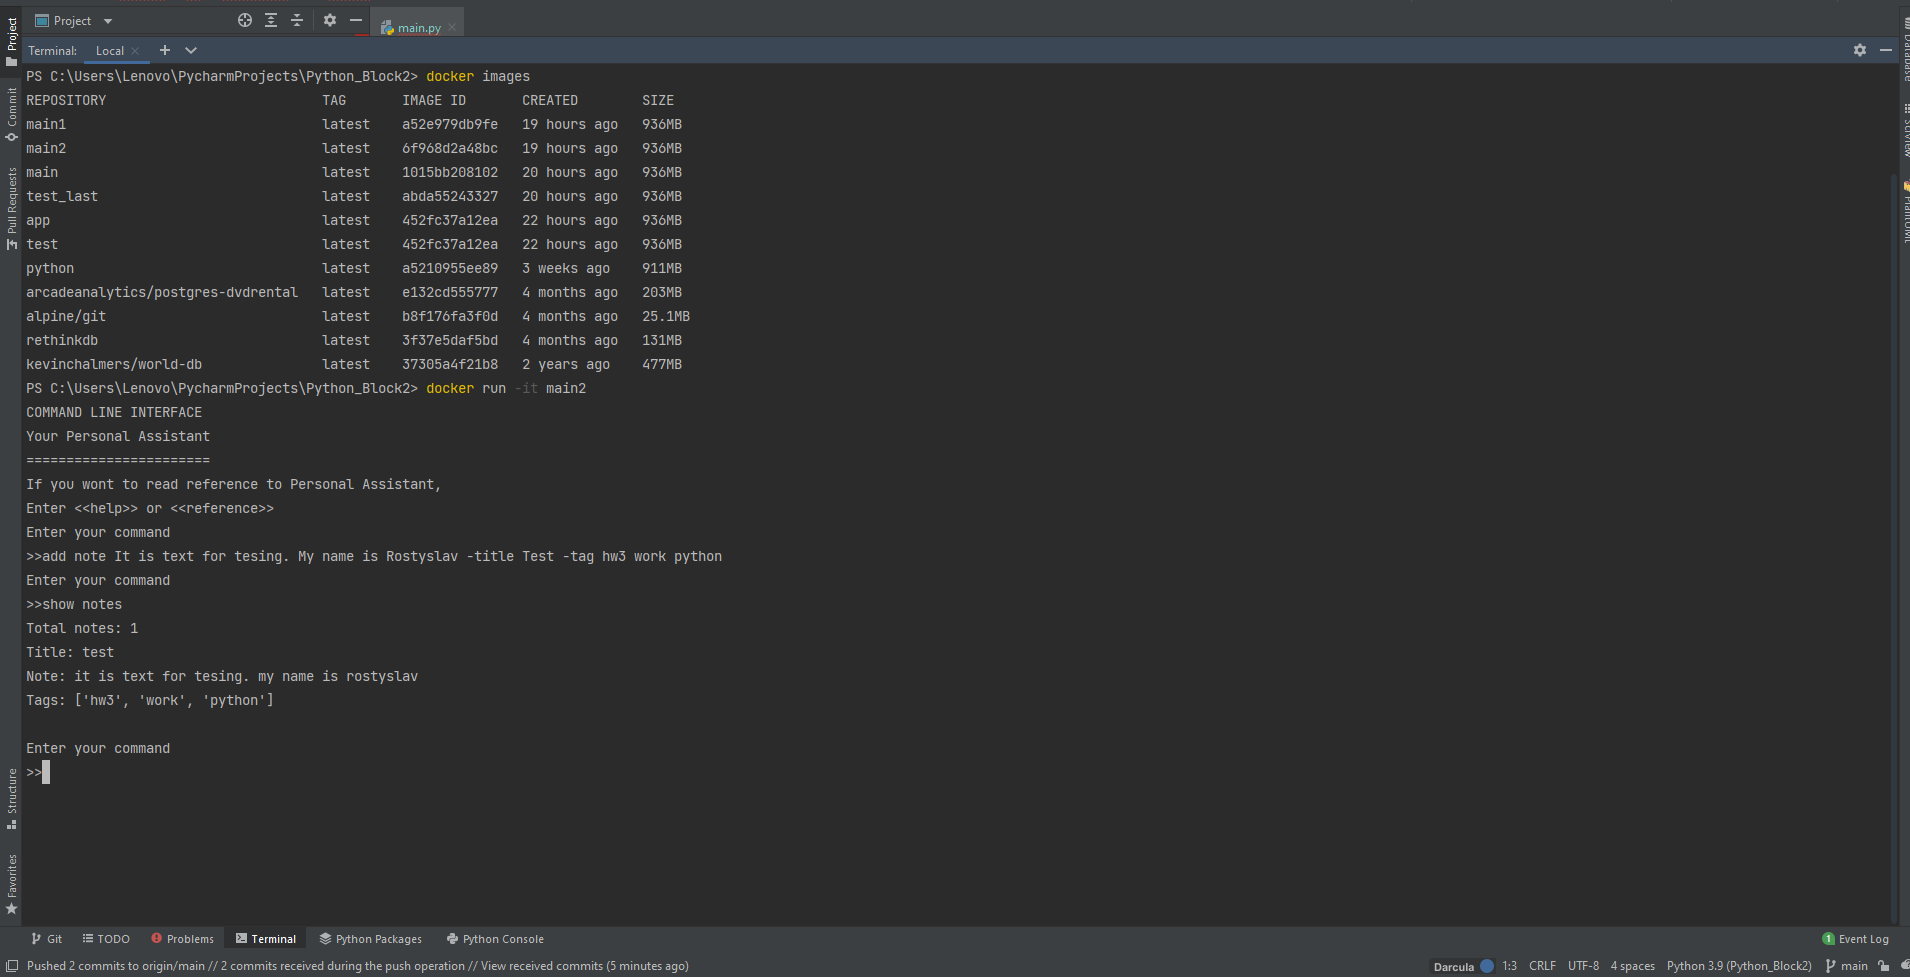 Project
main.py
Terminal: Local
PS C:\Users\Lenovo\PycharmProjects\Python_Block2> docker images
REPOSITORY TAG IMAGE ID CREATED SIZE
main1 latest a52e979db9fe 19 hours ago 936MB
main2 latest 6f968d2a48bc 19 hours ago 936MB
main latest 1015bb208102 20 hours ago 936MB
test_last latest abda55243327 20 hours ago 936MB
app latest 452fc37a12ea 22 hours ago 936MB
test latest 452fc37a12ea 22 hours ago 936MB
python latest a5210955ee89 3 weeks ago 911MB
arcadeanalytics/postgres-dvdrental latest e132cd555777 4 months ago 203MB
alpine/git latest b8f176fa3f0d 4 months ago 25.1MB
rethinkdb latest 3f37e5daf5bd 4 months ago 131MB
kevinchalmers/world-db latest 37305a4f21b8 2 years ago 477MB
PS C:\Users\Lenovo\PycharmProjects\Python_Block2> docker run -it main2
COMMAND LINE INTERFACE
Your Personal Assistant
=======================
If you wont to read reference to Personal Assistant,
Enter <<help>> or <<reference>>
Enter your command
>>add note It is text for tesing. My name is Rostyslav -title Test -tag hw3 work python
Enter your command
>>show notes
Total notes: 1
Title: test
Note: it is text for tesing. my name is rostyslav
Tags: ['hw3', 'work', 'python']
Enter your command
>>
Project
Commit
Pull Requests
Structure
Favorites
Database
SciView
PlantUML
Git TODO Problems Terminal Python Packages Python Console 1 Event Log
Pushed 2 commits to origin/main // 2 commits received during the push operation // View received commits (5 minutes ago) Darcula 1:3 CRLF UTF-8 4 spaces Python 3.9 (Python_Block2) main